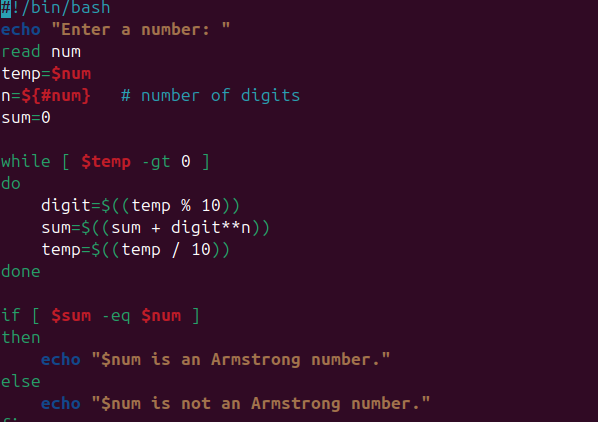 #!/bin/bash
echo "Enter a number: "
read num
temp=$num
n=${#num}   # number of digits
sum=0

while [ $temp -gt 0 ]
do
    digit=$((temp % 10))
    sum=$((sum + digit**n))
    temp=$((temp / 10))
done

if [ $sum -eq $num ]
then
    echo "$num is an Armstrong number."
else
    echo "$num is not an Armstrong number."